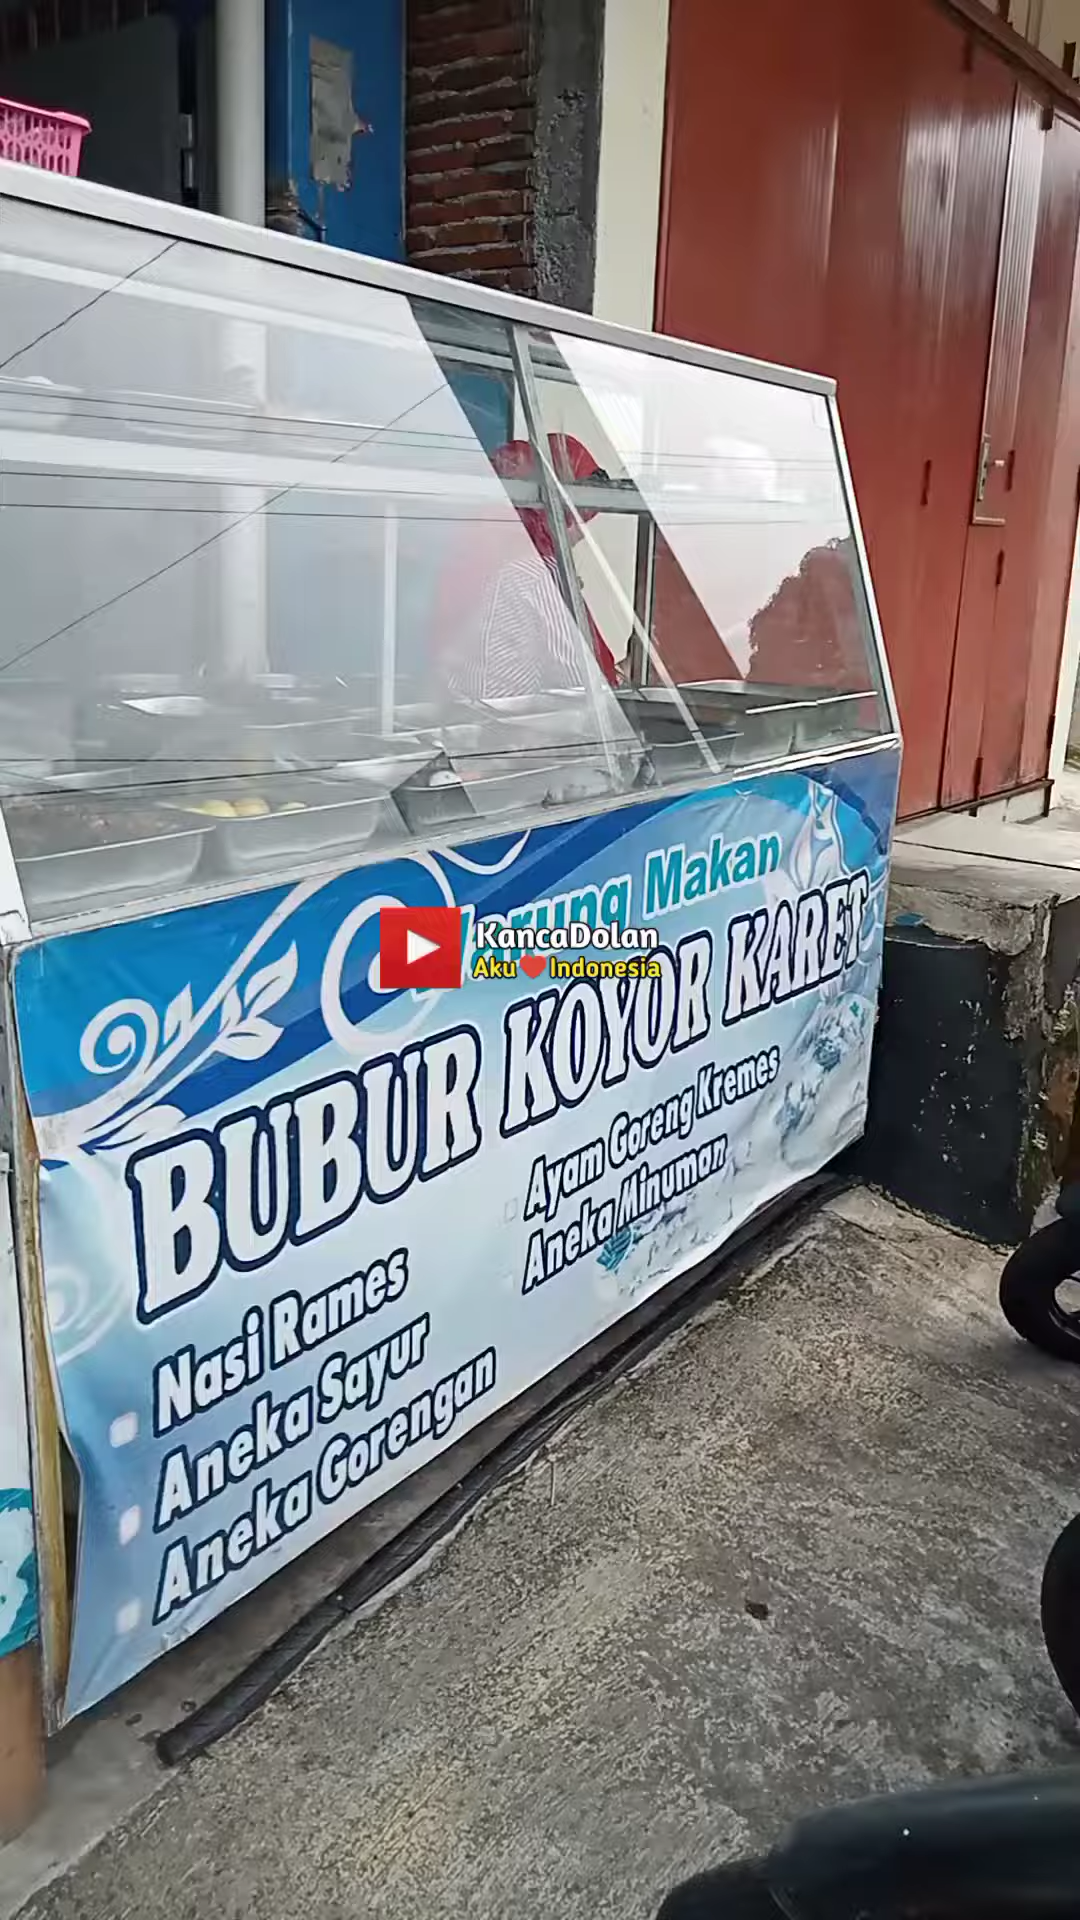 Warung Makan
KancaDolan
Aku❤️Indonesia
BUBUR KOYOR KARET
Nasi Rames
Aneka Sayur
Aneka Gorengan
Ayam Goreng Kremes
Aneka Minuman